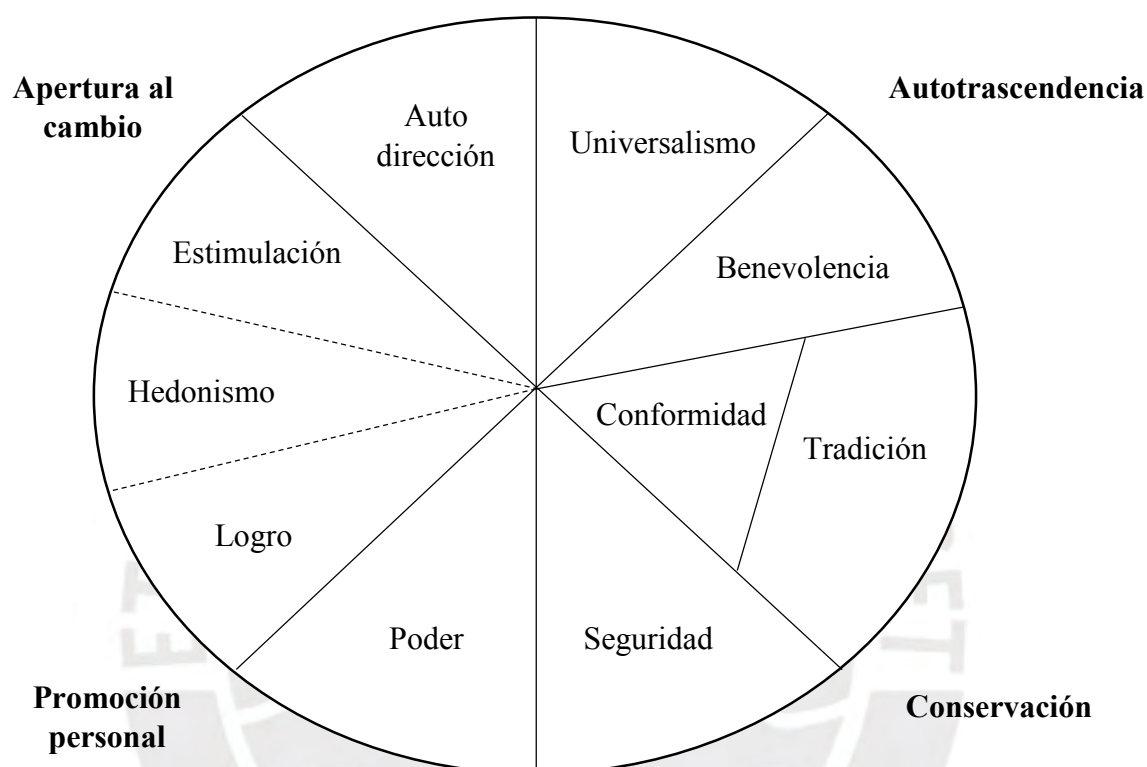 Apertura al
cambio
Autotrascendencia
Auto
dirección
Universalismo
Estimulación
Benevolencia
Hedonismo
Conformidad
Tradición
Logro
Poder
Seguridad
Promoción
personal
Conservación